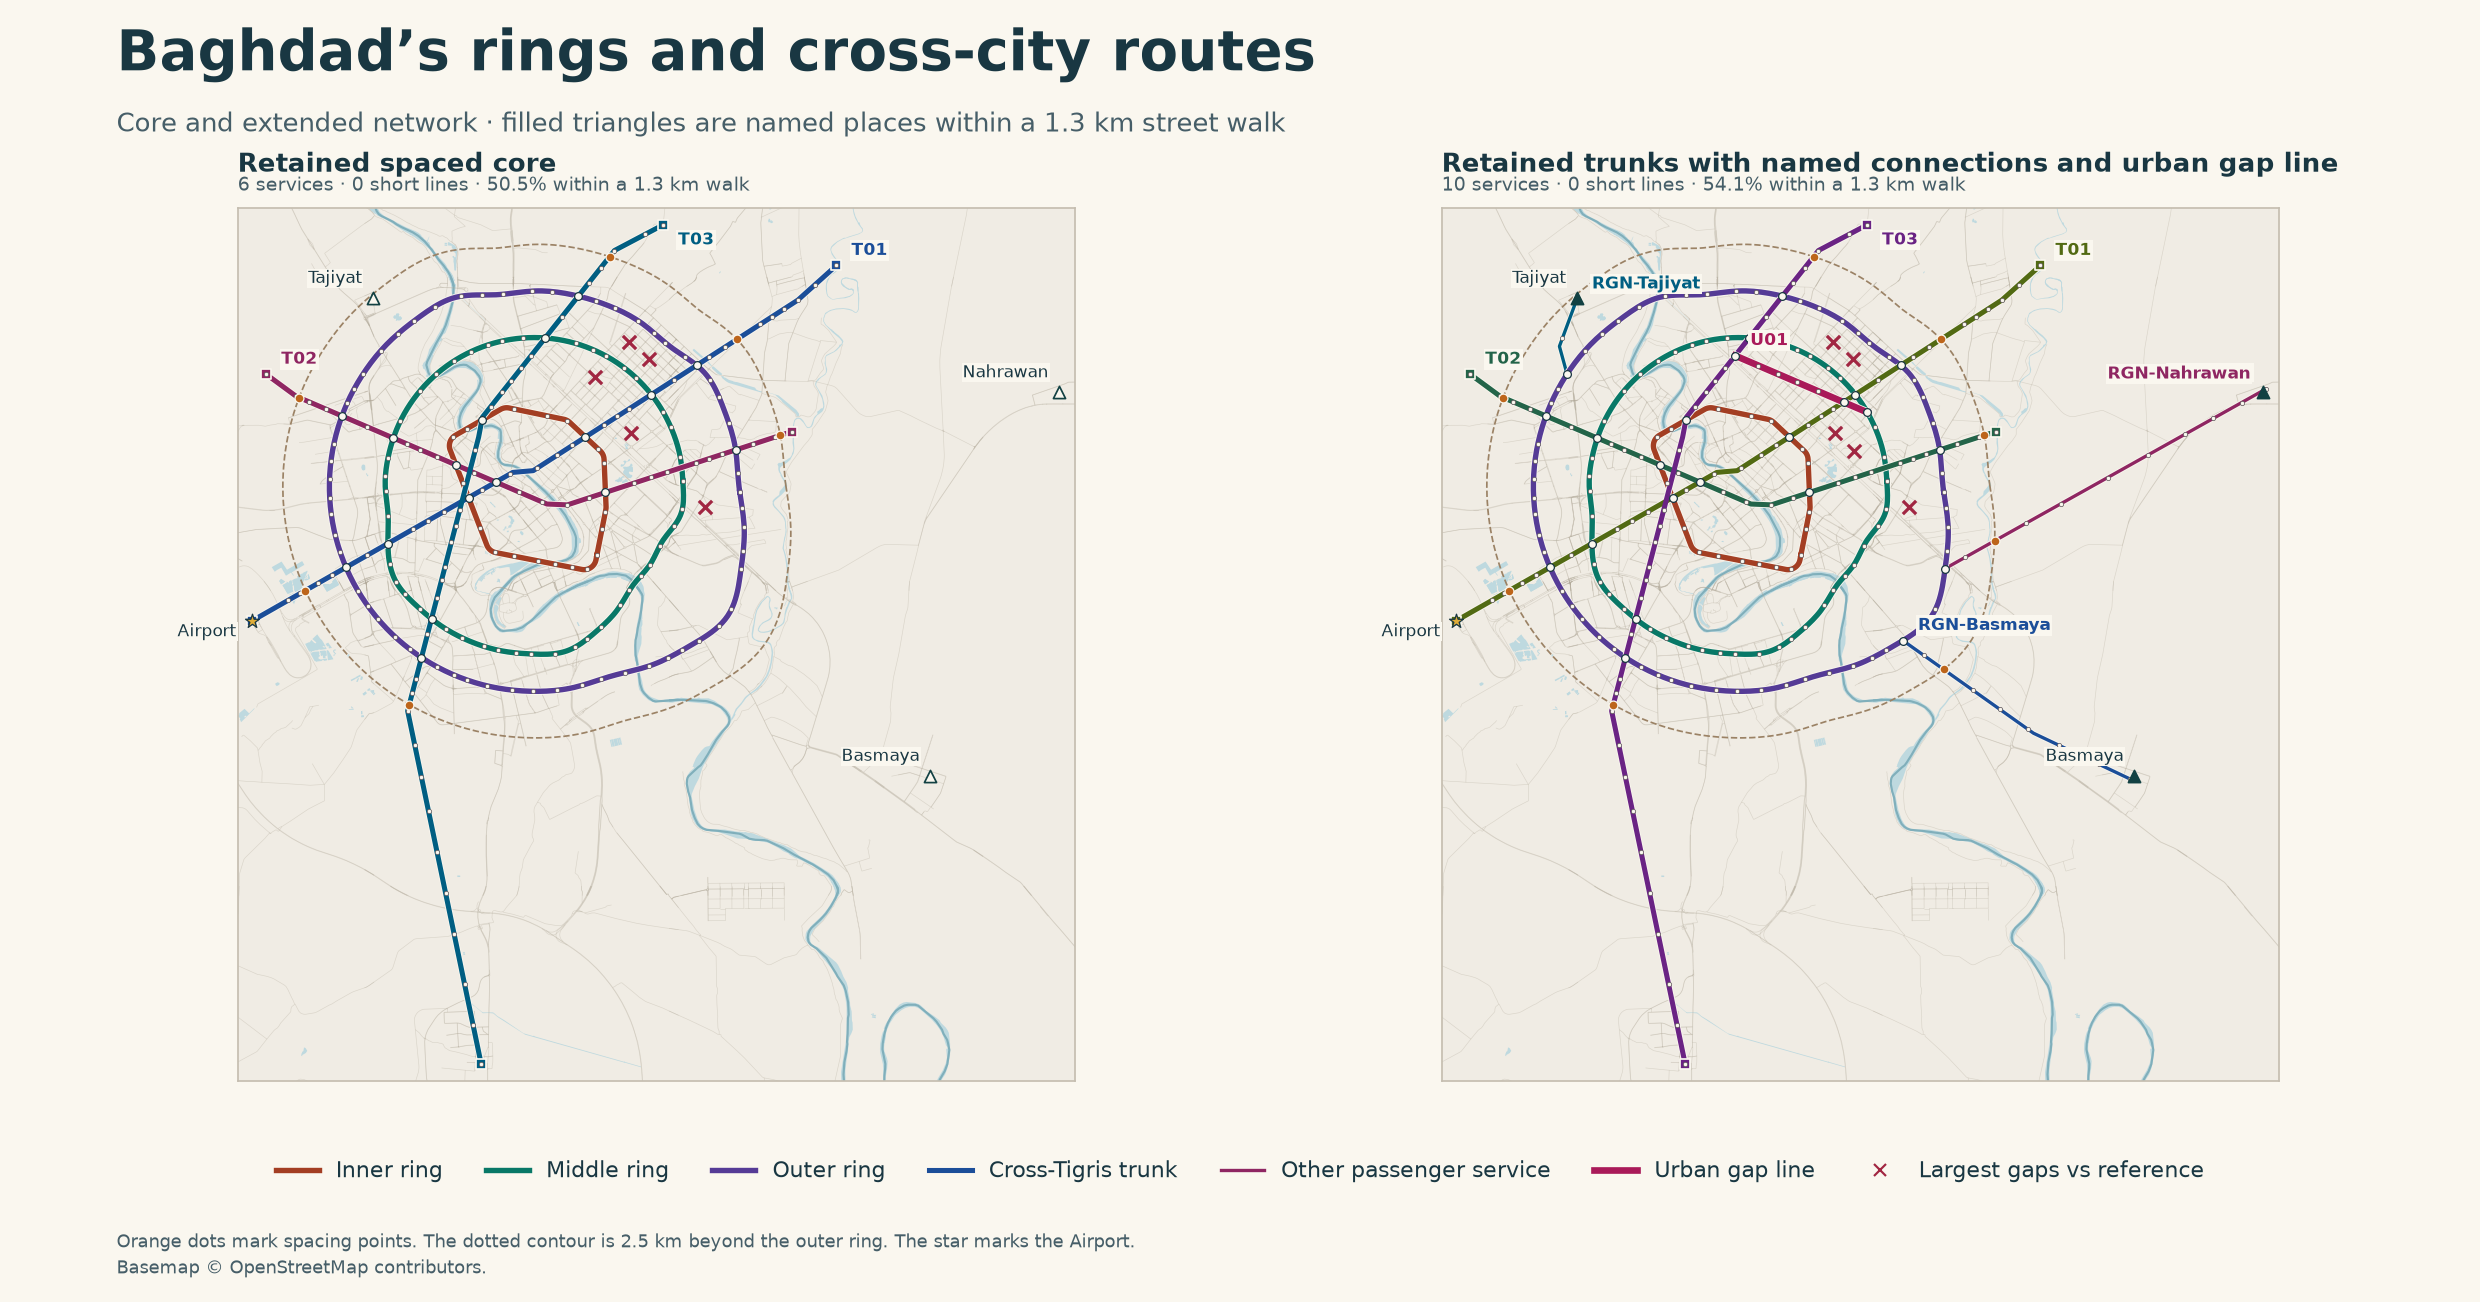 Baghdad’s rings and cross-city routes
Core and extended network · filled triangles are named places within a 1.3 km street walk
Retained spaced core
6 services · 0 short lines · 50.5% within a 1.3 km walk
T03
T01
Tajiyat
T02
Nahrawan
Airport
Basmaya
Retained trunks with named connections and urban gap line
10 services · 0 short lines · 54.1% within a 1.3 km walk
T03
T01
Tajiyat
RGN-Tajiyat
U01
T02
RGN-Nahrawan
Airport
RGN-Basmaya
Basmaya
Inner ring
Middle ring
Outer ring
Cross-Tigris trunk
Other passenger service
Urban gap line
Largest gaps vs reference
Orange dots mark spacing points. The dotted contour is 2.5 km beyond the outer ring. The star marks the Airport.
Basemap © OpenStreetMap contributors.